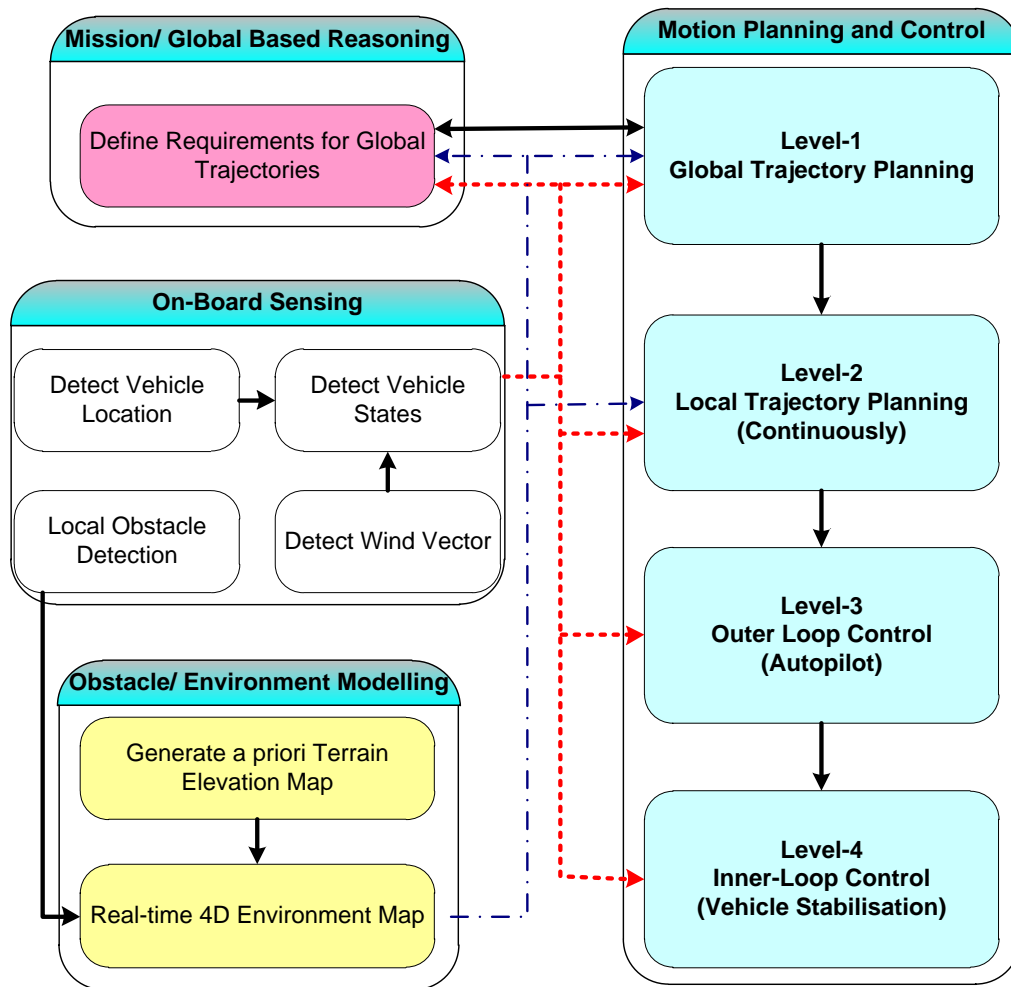 Mission/ Global Based Reasoning
Define Requirements for Global
Trajectories
On-Board Sensing
Detect Vehicle
Location
Detect Vehicle
States
Local Obstacle
Detection
Detect Wind Vector
Obstacle/ Environment Modelling
Generate a priori Terrain
Elevation Map
Real-time 4D Environment Map
Motion Planning and Control
Level-1
Global Trajectory Planning
Level-2
Local Trajectory Planning
(Continuously)
Level-3
Outer Loop Control
(Autopilot)
Level-4
Inner-Loop Control
(Vehicle Stabilisation)